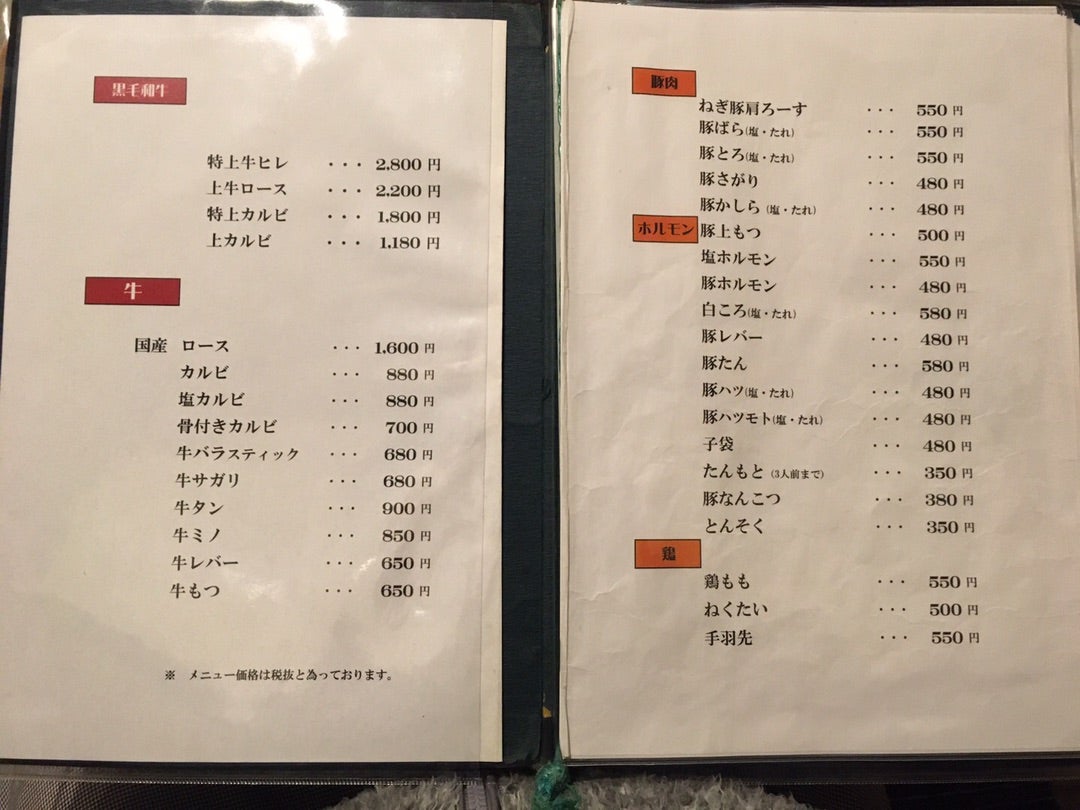 黒毛和牛
特上牛ヒレ ・・・ 2,800 円
上牛ロース ・・・ 2,200 円
特上カルビ ・・・ 1,800 円
上カルビ ・・・ 1,180 円
牛
国産 ロース ・・・ 1,600 円
カルビ ・・・ 880 円
塩カルビ ・・・ 880 円
骨付きカルビ ・・・ 700 円
牛バラスティック ・・・ 680 円
牛サガリ ・・・ 680 円
牛タン ・・・ 900 円
牛ミノ ・・・ 850 円
牛レバー ・・・ 650 円
牛もつ ・・・ 650 円
※ メニュー価格は税抜と為っております。
豚肉
ねぎ豚肩ろーす ・・・ 550 円
豚ばら(塩・たれ) ・・・ 550 円
豚とろ(塩・たれ) ・・・ 550 円
豚さがり ・・・ 480 円
豚かしら (塩・たれ) ・・・ 480 円
ホルモン
豚上もつ ・・・ 500 円
塩ホルモン ・・・ 550 円
豚ホルモン ・・・ 480 円
白ころ(塩・たれ) ・・・ 580 円
豚レバー ・・・ 480 円
豚たん ・・・ 580 円
豚ハツ(塩・たれ) ・・・ 480 円
豚ハツモト(塩・たれ) ・・・ 480 円
子袋 ・・・ 480 円
たんもと (3人前まで) ・・・ 350 円
豚なんこつ ・・・ 380 円
とんそく ・・・ 350 円
鶏
鶏もも ・・・ 550 円
ねくたい ・・・ 500 円
手羽先 ・・・ 550 円